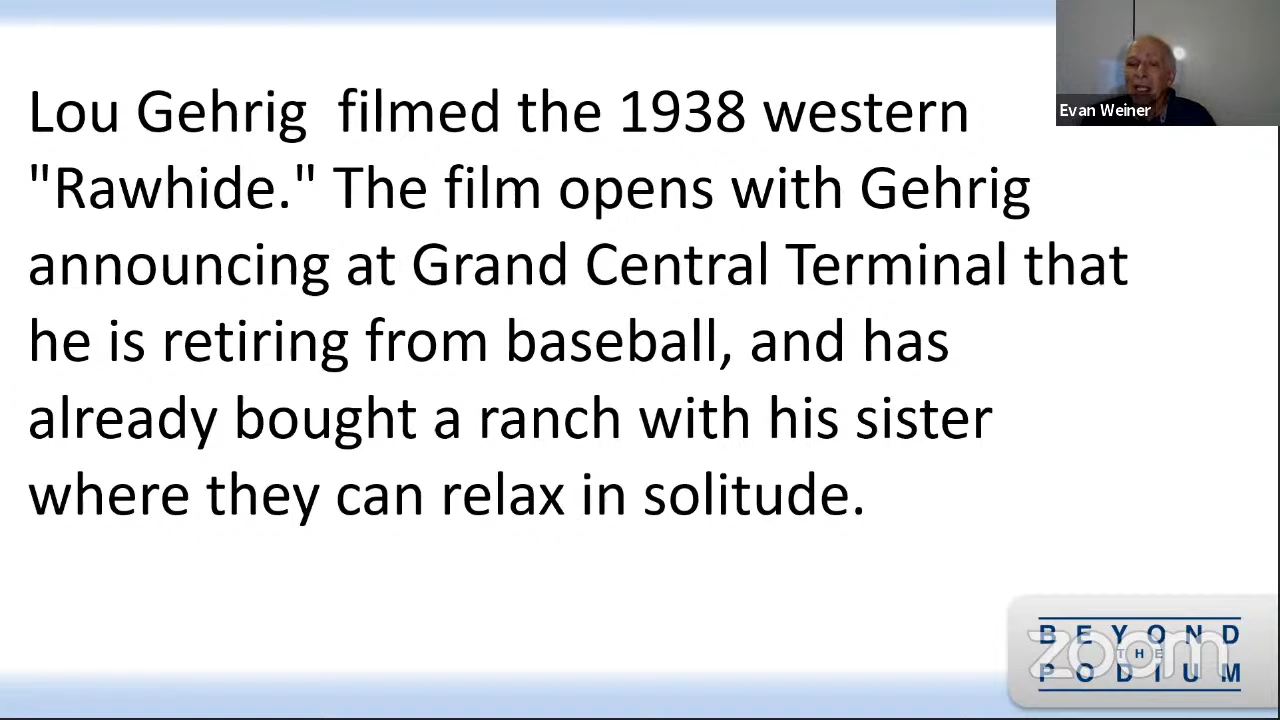 Evan Weiner
Lou Gehrig  filmed the 1938 western
"Rawhide." The film opens with Gehrig
announcing at Grand Central Terminal that
he is retiring from baseball, and has
already bought a ranch with his sister
where they can relax in solitude.
BEYOND
THE
PODIUM
zoom